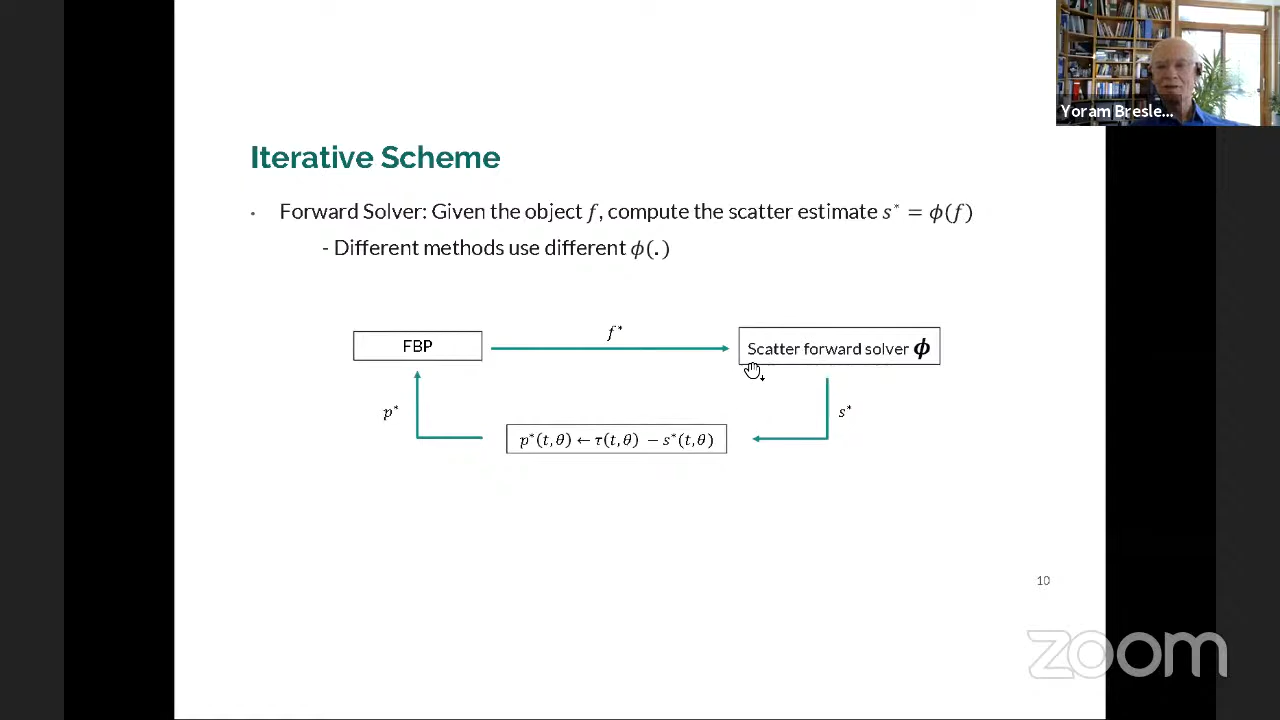 Yoram Bresle...
Iterative Scheme
• Forward Solver: Given the object 𝑓, compute the scatter estimate 𝑠* = 𝜙(𝑓)
- Different methods use different 𝜙(.)
𝑓*
FBP
Scatter forward solver 𝝓
𝑝*
𝑠*
𝑝*(𝑡, 𝜃) ← 𝜏(𝑡, 𝜃) − 𝑠*(𝑡, 𝜃)
10
zoom